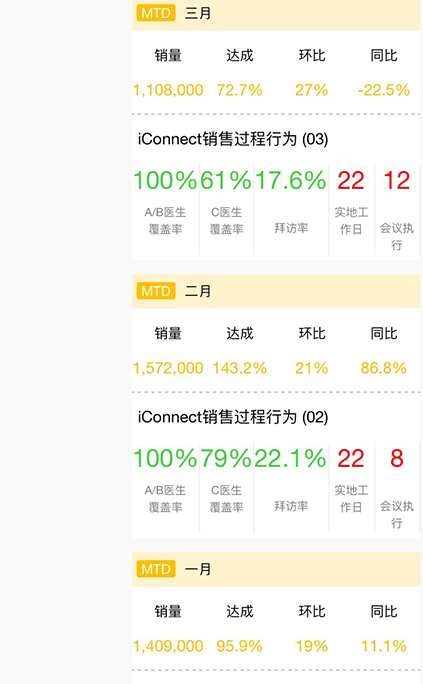 MTD 三月
销量 达成 环比 同比
1,108,000 72.7% 27% -22.5%
iConnect销售过程行为 (03)
100% 61% 17.6% 22 12
A/B医生 C医生 实地工
覆盖率 覆盖率 拜访率 作日 会议执
行
MTD 二月
销量 达成 环比 同比
1,572,000 143.2% 21% 86.8%
iConnect销售过程行为 (02)
100% 79% 22.1% 22 8
A/B医生 C医生 实地工
覆盖率 覆盖率 拜访率 作日 会议执
行
MTD 一月
销量 达成 环比 同比
1,409,000 95.9% 19% 11.1%